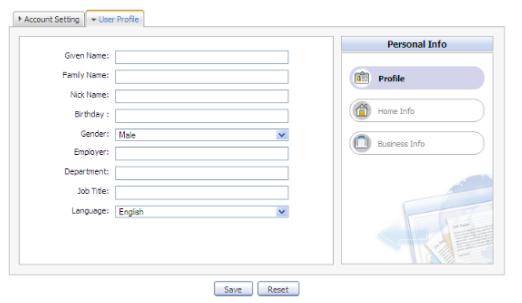 Account Setting
User Profile
Given Name:
Family Name:
Nick Name:
Birthday :
Gender: Male
Employer:
Department:
Job Title:
Language: English
Personal Info
Profile
Home Info
Business Info
Save
Reset